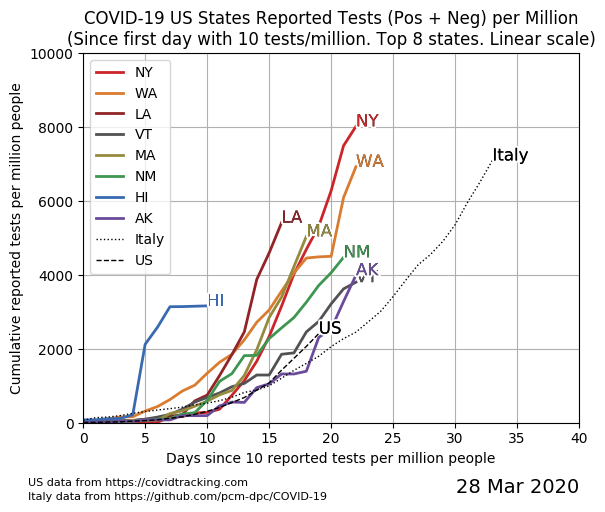 COVID-19 US States Reported Tests (Pos + Neg) per Million
(Since first day with 10 tests/million. Top 8 states. Linear scale)
Cumulative reported tests per million people
10000
8000
6000
4000
2000
0
NY
WA
LA
VT
MA
NM
HI
AK
Italy
US
NY
WA
Italy
LA
MA
NM
VT
AK
HI
US
0 5 10 15 20 25 30 35 40
Days since 10 reported tests per million people
US data from https://covidtracking.com
Italy data from https://github.com/pcm-dpc/COVID-19
28 Mar 2020